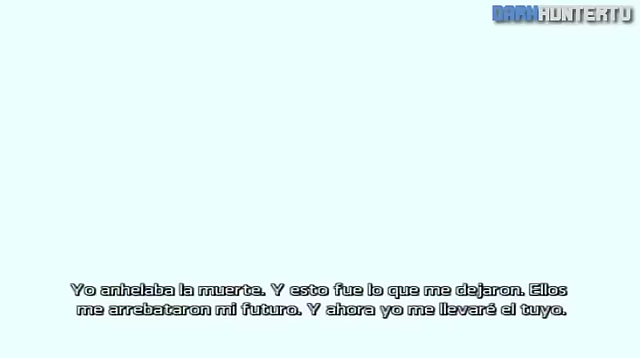 DARKHUNTERTV
Yo anhelaba la muerte. Y esto fue lo que me dejaron. Ellos
me arrebataron mi futuro. Y ahora yo me llevaré el tuyo.